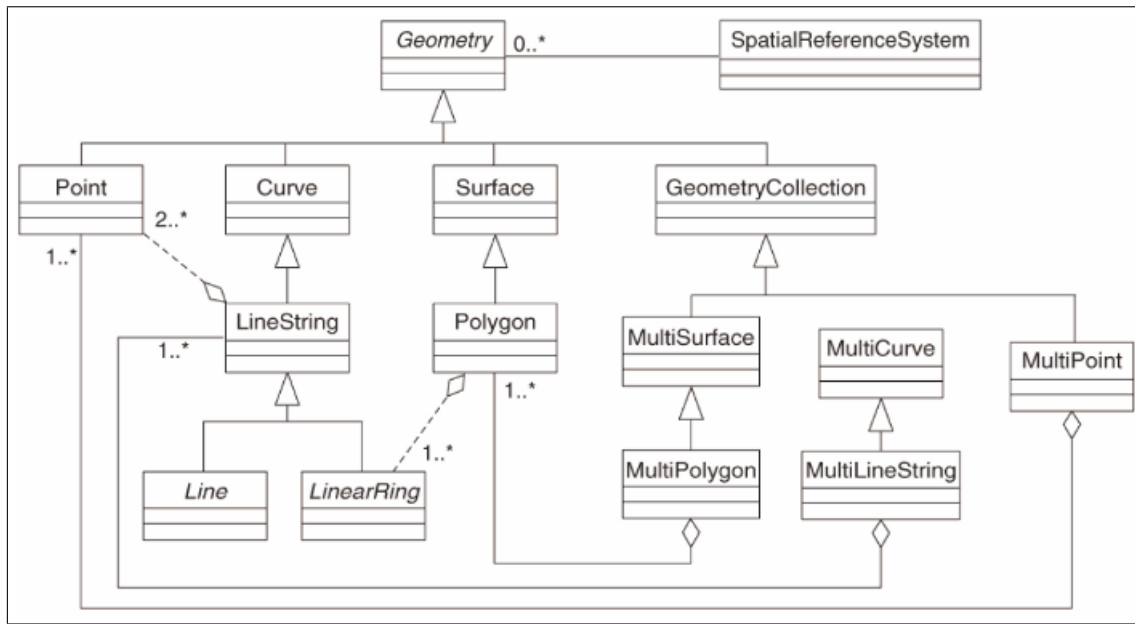 Geometry
0..*
SpatialReferenceSystem
Point
Curve
Surface
GeometryCollection
2..*
1..*
LineString
Polygon
MultiSurface
MultiCurve
MultiPoint
1..*
1..*
1..*
Line
LinearRing
MultiPolygon
MultiLineString